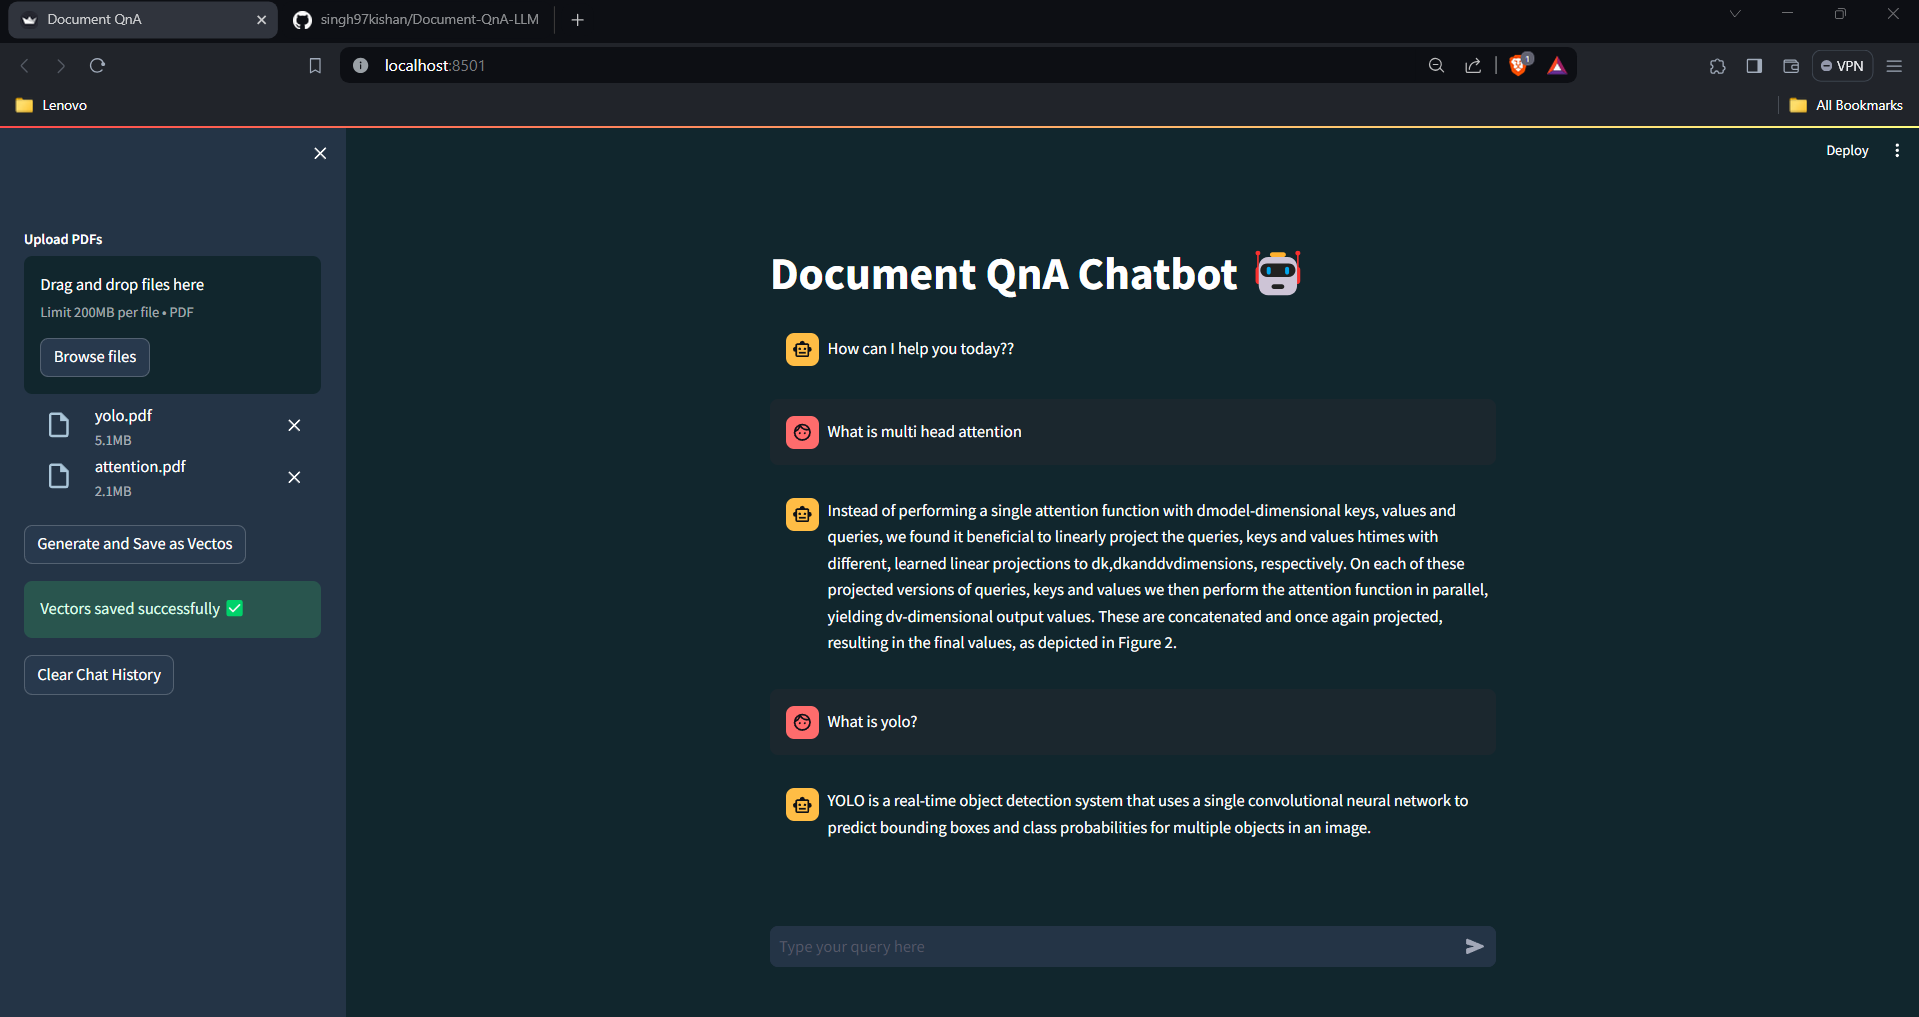 Document QnA
singh97kishan/Document-QnA-LLM
localhost:8501
1
VPN
Lenovo
All Bookmarks
Deploy
Upload PDFs
Drag and drop files here
Limit 200MB per file • PDF
Browse files
yolo.pdf
5.1MB
attention.pdf
2.1MB
Generate and Save as Vectos
Vectors saved successfully ✅
Clear Chat History
Document QnA Chatbot 🤖
How can I help you today??
What is multi head attention
Instead of performing a single attention function with dmodel-dimensional keys, values and
queries, we found it beneficial to linearly project the queries, keys and values htimes with
different, learned linear projections to dk,dkanddvdimensions, respectively. On each of these
projected versions of queries, keys and values we then perform the attention function in parallel,
yielding dv-dimensional output values. These are concatenated and once again projected,
resulting in the final values, as depicted in Figure 2.
What is yolo?
YOLO is a real-time object detection system that uses a single convolutional neural network to
predict bounding boxes and class probabilities for multiple objects in an image.
Type your query here